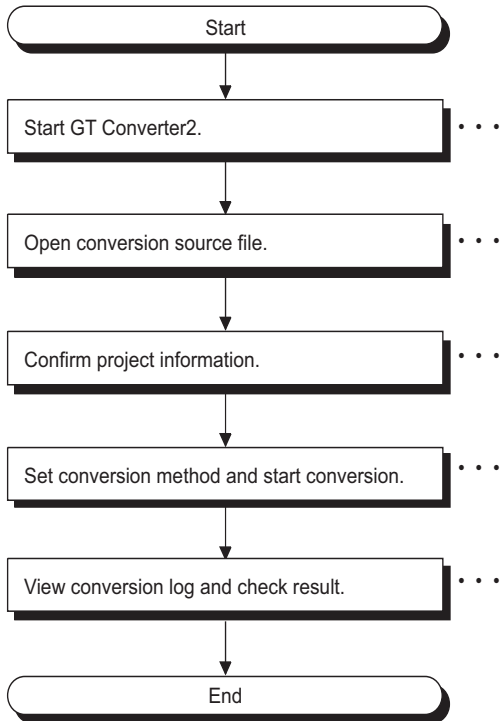 Start
Start GT Converter2. • • •
Open conversion source file. • • •
Confirm project information. • • •
Set conversion method and start conversion. • • •
View conversion log and check result. • • •
End